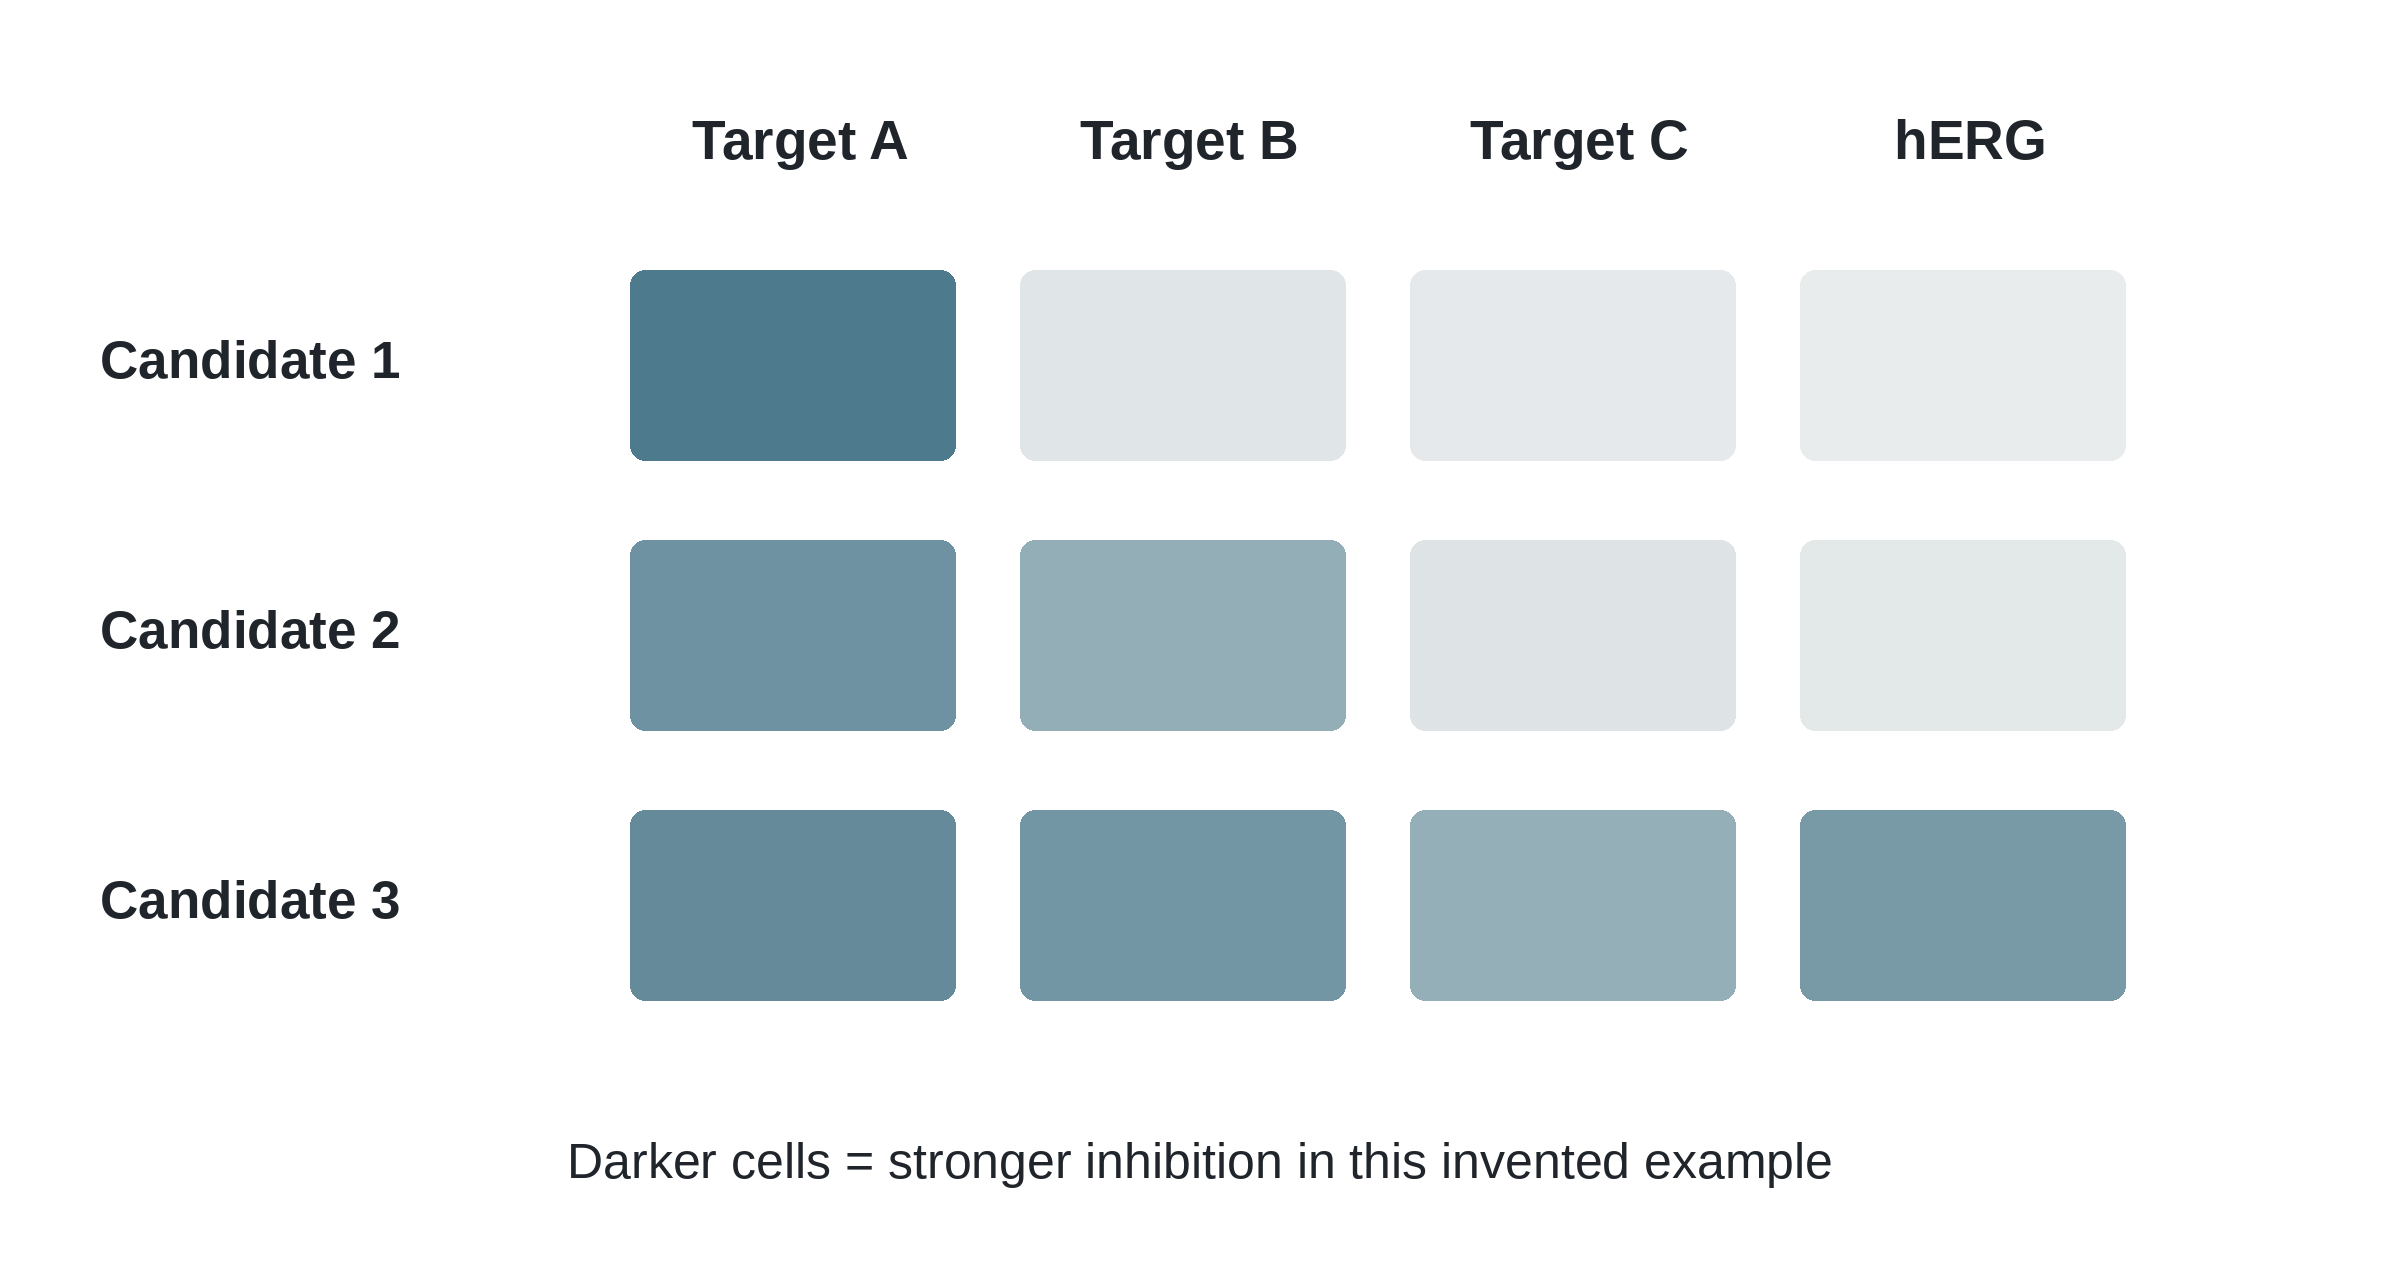 Target A Target B Target C hERG
Candidate 1
Candidate 2
Candidate 3
Darker cells = stronger inhibition in this invented example